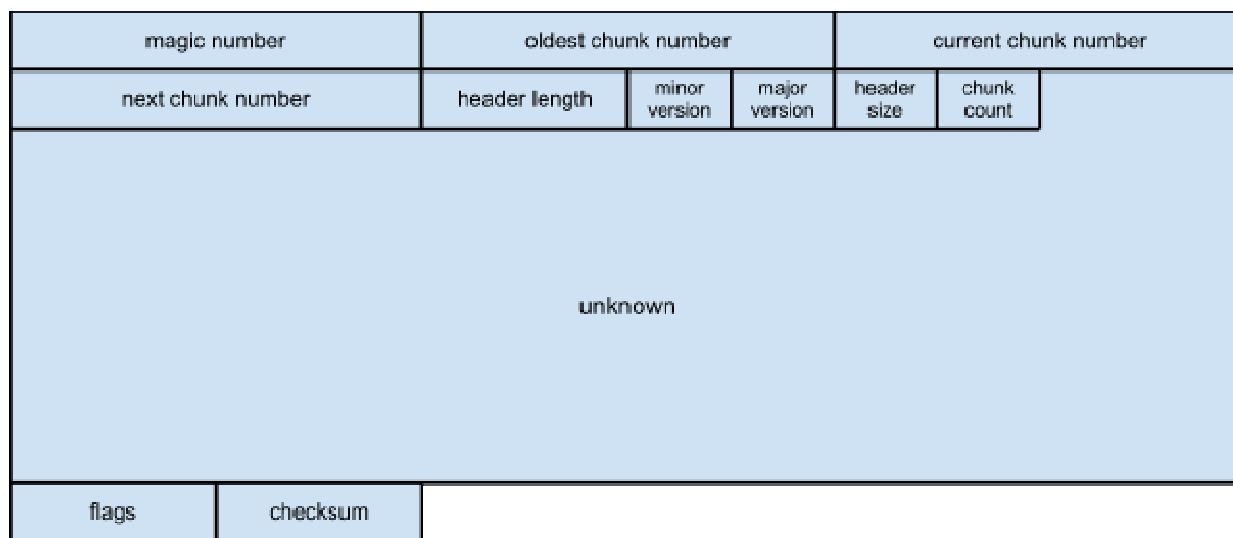 magic number
oldest chunk number
current chunk number
next chunk number
header length
minor
version
major
version
header
size
chunk
count
unknown
flags
checksum